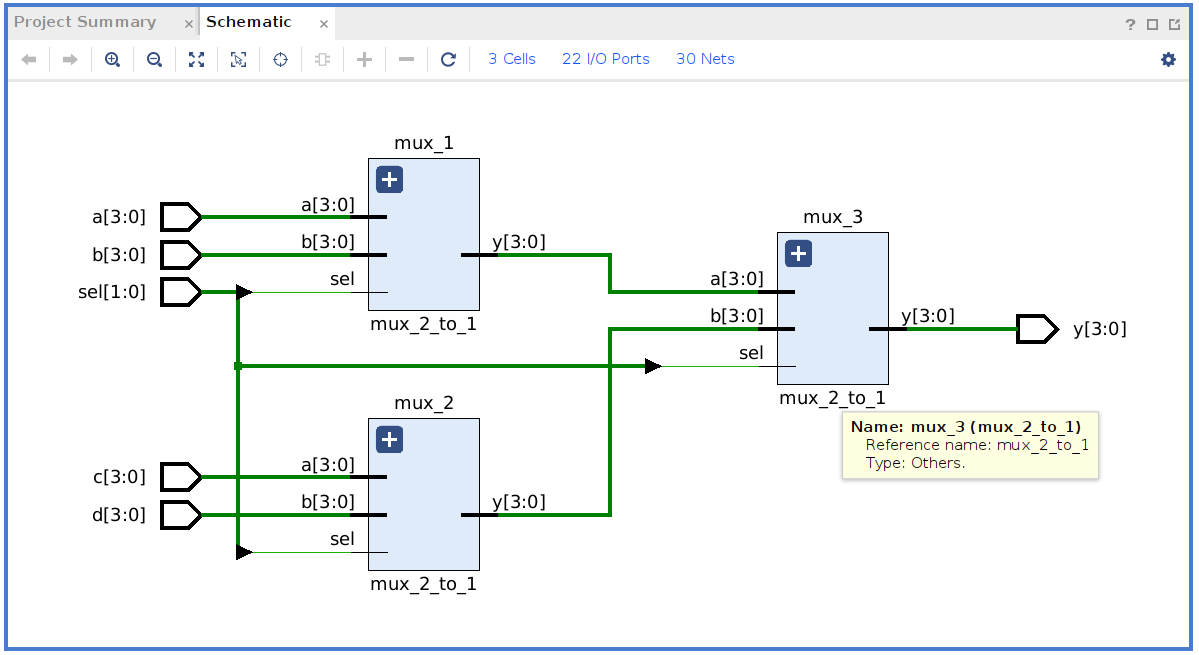 Project Summary × Schematic × ?
3 Cells 22 I/O Ports 30 Nets
mux_1
a[3:0] a[3:0]
b[3:0] b[3:0] y[3:0]
sel[1:0] sel
mux_2_to_1
mux_3
a[3:0]
b[3:0] y[3:0] y[3:0]
sel
mux_2_to_1
mux_2
c[3:0] a[3:0]
d[3:0] b[3:0] y[3:0]
sel
mux_2_to_1
Name: mux_3 (mux_2_to_1)
Reference name: mux_2_to_1
Type: Others.